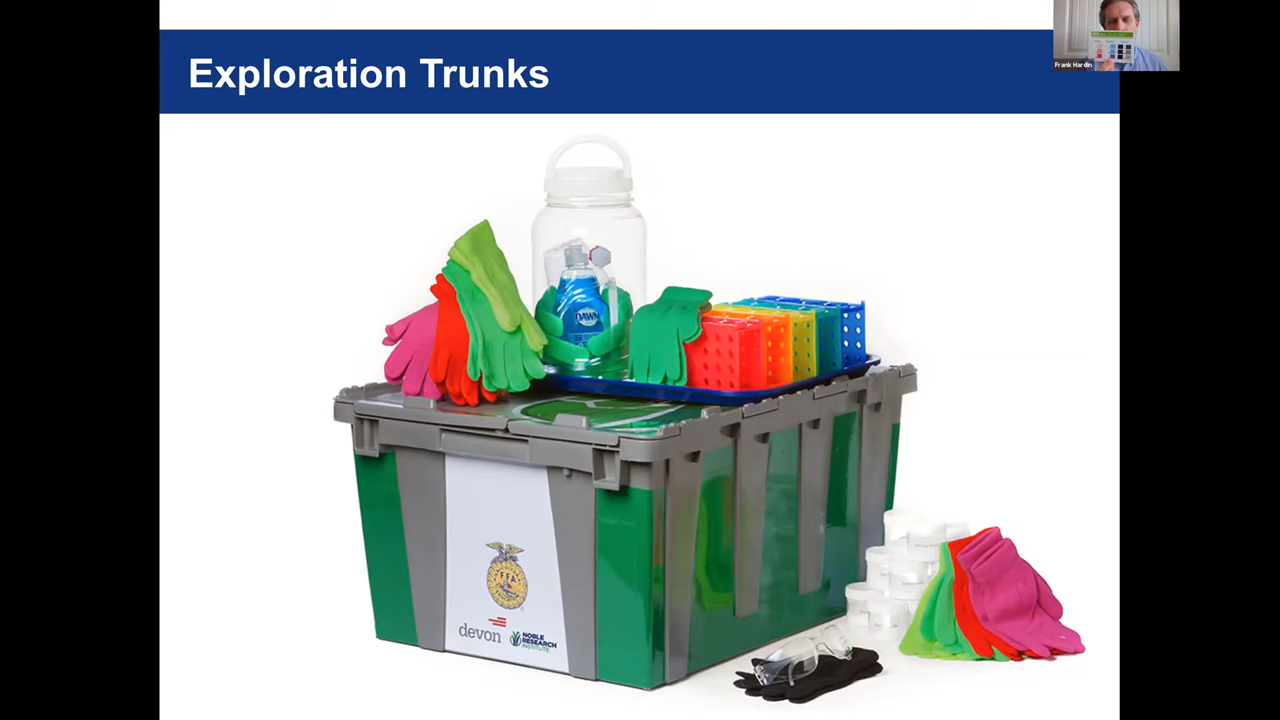 Exploration Trunks
Frank Hardin
DAWN
devon
NOBLE
RESEARCH
INSTITUTE